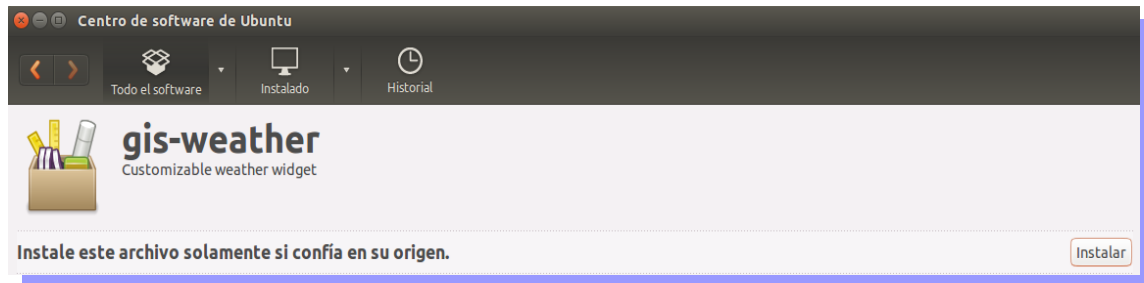 Centro de software de Ubuntu
Todo el software
Instalado
Historial
gis-weather
Customizable weather widget
Instale este archivo solamente si confía en su origen.
Instalar